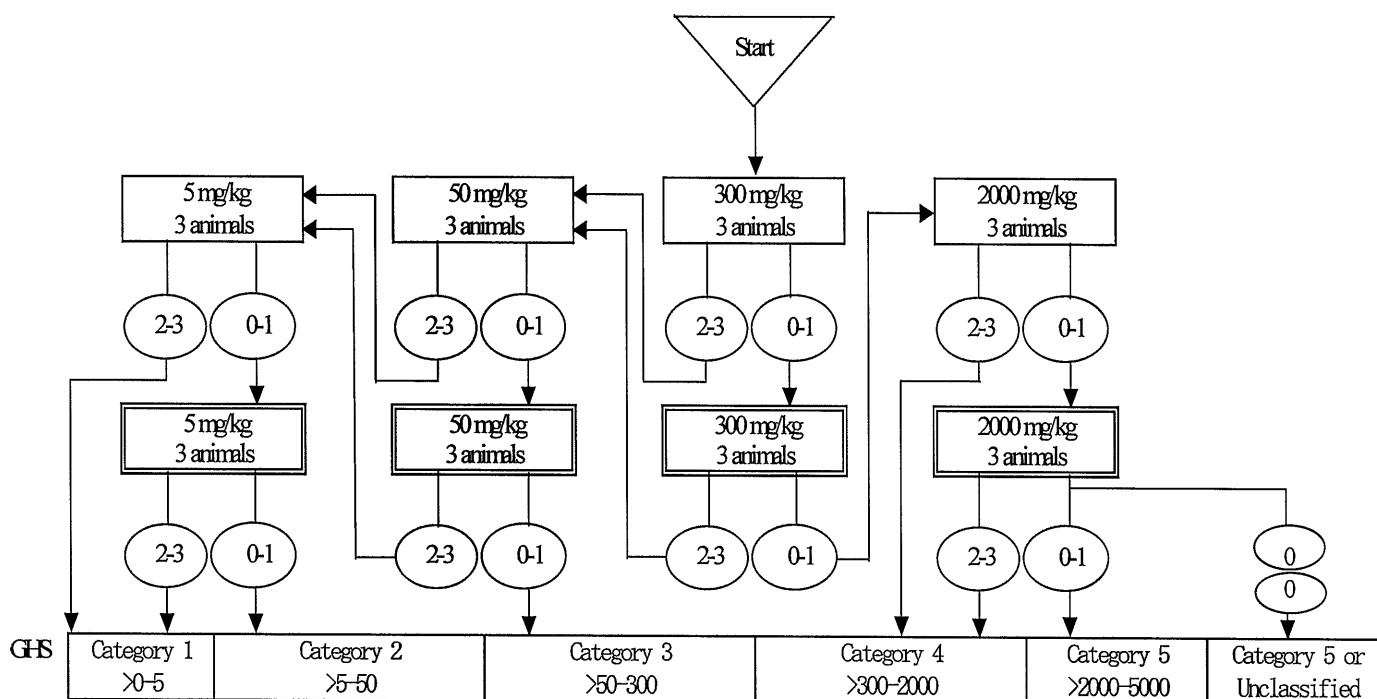 Start
5 mg/kg
3 animals
50 mg/kg
3 animals
300 mg/kg
3 animals
2000 mg/kg
3 animals
2-3
0-1
2-3
0-1
2-3
0-1
2-3
0-1
5 mg/kg
3 animals
50 mg/kg
3 animals
300 mg/kg
3 animals
2000 mg/kg
3 animals
2-3
0-1
2-3
0-1
2-3
0-1
2-3
0-1
0
0
GHS
Category 1
>0-5
Category 2
>5-50
Category 3
>50-300
Category 4
>300-2000
Category 5
>2000-5000
Category 5 or
Unclassified